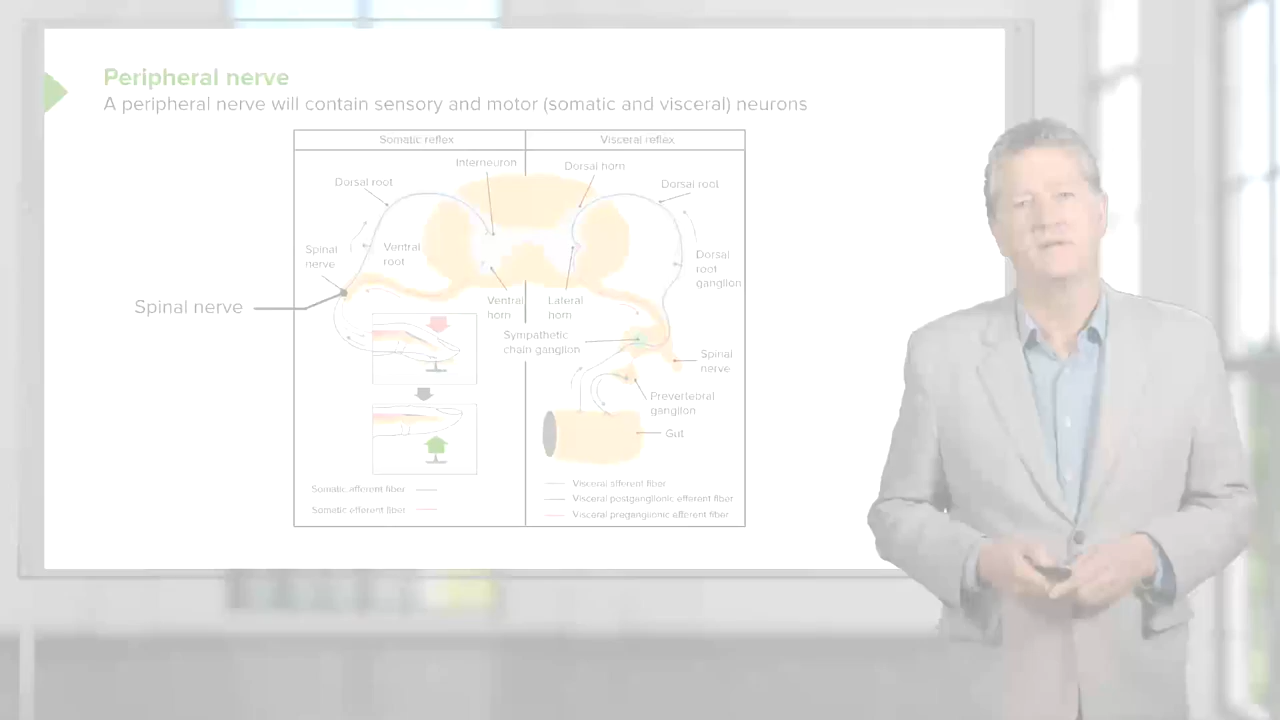 Peripheral nerve
A peripheral nerve will contain sensory and motor (somatic and visceral) neurons
Somatic reflex
Visceral reflex
Interneuron
Dorsal horn
Dorsal root
Dorsal root
Spinal
nerve
Ventral
root
Dorsal
root
ganglion
Spinal nerve
Ventral
horn
Lateral
horn
Sympathetic
chain ganglion
Spinal
nerve
Prevertebral
ganglion
Gut
Somatic afferent fiber
Somatic efferent fiber
Visceral afferent fiber
Visceral postganglionic efferent fiber
Visceral preganglionic efferent fiber